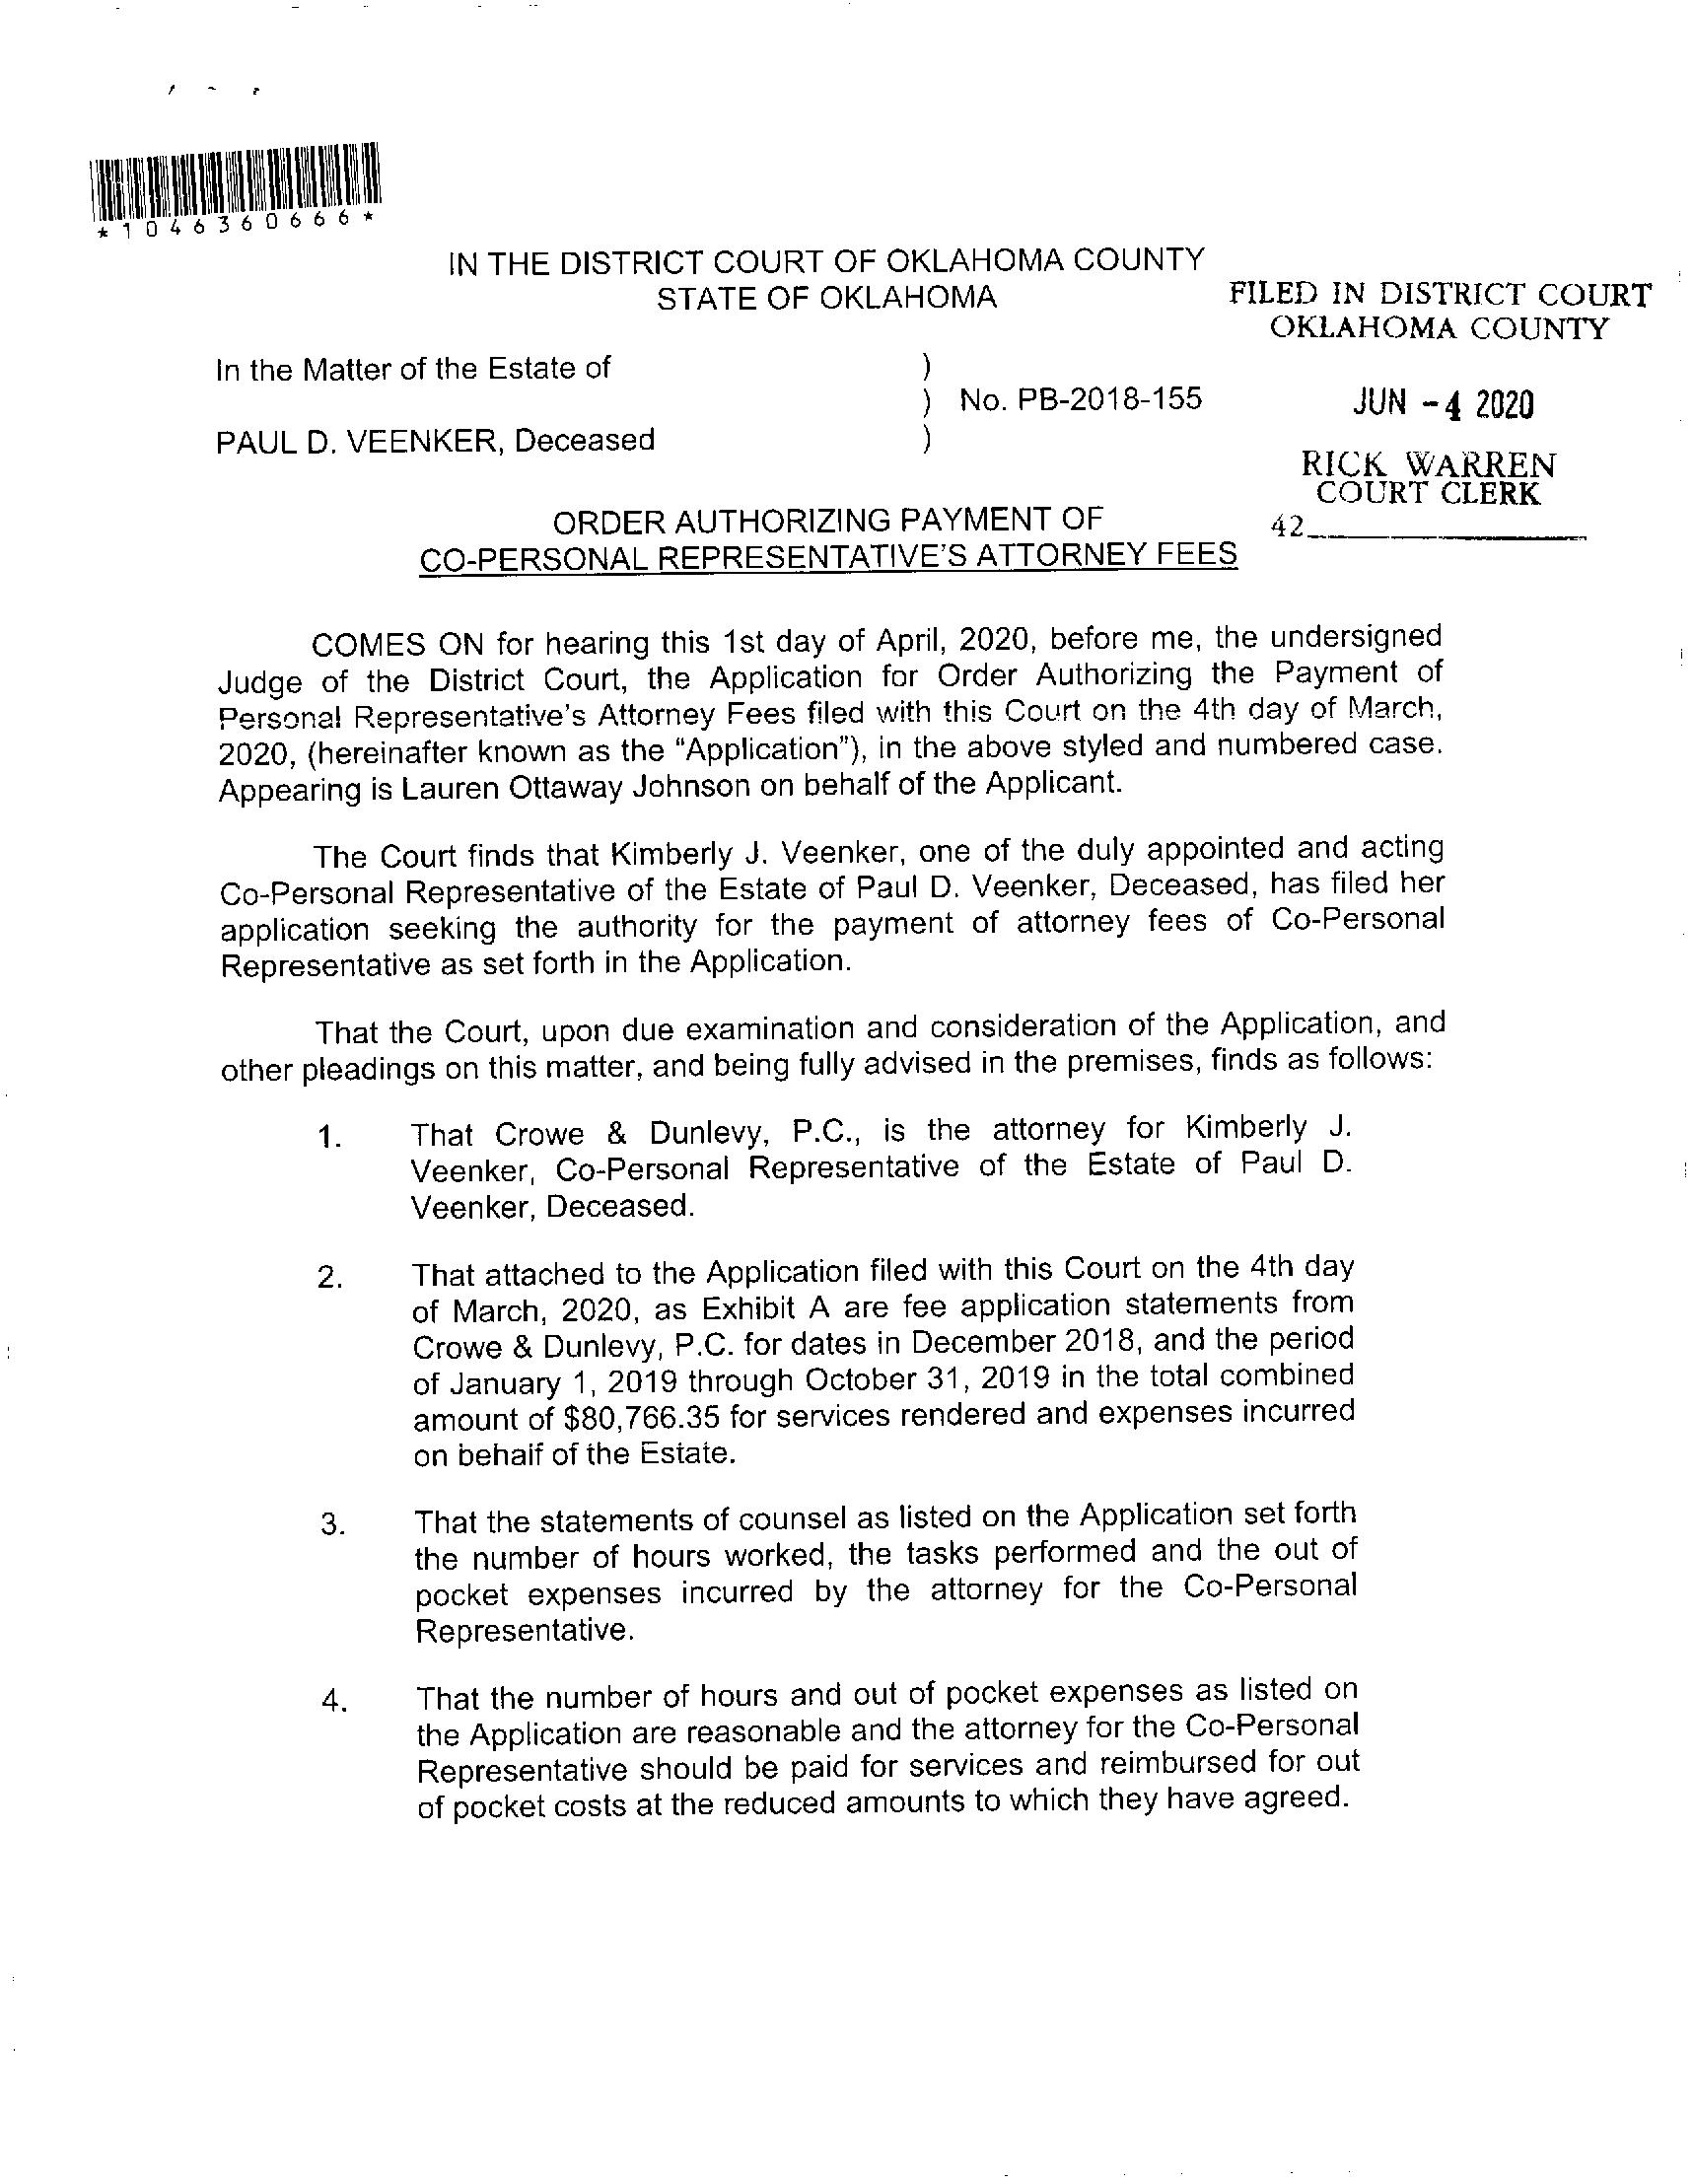 *1046360666*
IN THE DISTRICT COURT OF OKLAHOMA COUNTY
STATE OF OKLAHOMA
FILED IN DISTRICT COURT
OKLAHOMA COUNTY
In the Matter of the Estate of )
) No. PB-2018-155
JUN -4 2020
PAUL D. VEENKER, Deceased )
RICK WARREN
COURT CLERK
42
ORDER AUTHORIZING PAYMENT OF
CO-PERSONAL REPRESENTATIVE'S ATTORNEY FEES
COMES ON for hearing this 1st day of April, 2020, before me, the undersigned
Judge of the District Court, the Application for Order Authorizing the Payment of
Personal Representative's Attorney Fees filed with this Court on the 4th day of March,
2020, (hereinafter known as the "Application"), in the above styled and numbered case.
Appearing is Lauren Ottaway Johnson on behalf of the Applicant.
The Court finds that Kimberly J. Veenker, one of the duly appointed and acting
Co-Personal Representative of the Estate of Paul D. Veenker, Deceased, has filed her
application seeking the authority for the payment of attorney fees of Co-Personal
Representative as set forth in the Application.
That the Court, upon due examination and consideration of the Application, and
other pleadings on this matter, and being fully advised in the premises, finds as follows:
1. That Crowe & Dunlevy, P.C., is the attorney for Kimberly J.
Veenker, Co-Personal Representative of the Estate of Paul D.
Veenker, Deceased.
2. That attached to the Application filed with this Court on the 4th day
of March, 2020, as Exhibit A are fee application statements from
Crowe & Dunlevy, P.C. for dates in December 2018, and the period
of January 1, 2019 through October 31, 2019 in the total combined
amount of $80,766.35 for services rendered and expenses incurred
on behalf of the Estate.
3. That the statements of counsel as listed on the Application set forth
the number of hours worked, the tasks performed and the out of
pocket expenses incurred by the attorney for the Co-Personal
Representative.
4. That the number of hours and out of pocket expenses as listed on
the Application are reasonable and the attorney for the Co-Personal
Representative should be paid for services and reimbursed for out
of pocket costs at the reduced amounts to which they have agreed.